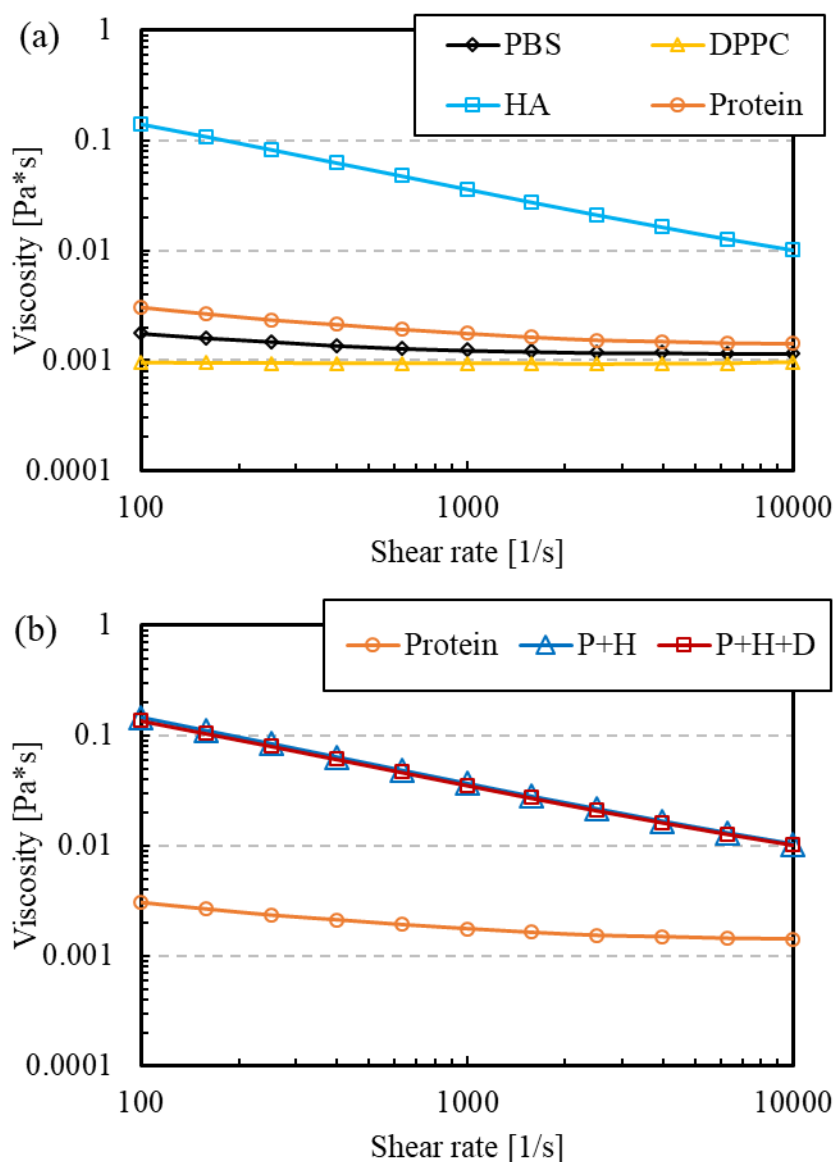 (a)
PBS DPPC
HA Protein
Viscosity [Pa*s]
1
0.1
0.01
0.001
0.0001
100 1000 10000
Shear rate [1/s]
(b)
Protein P+H P+H+D
Viscosity [Pa*s]
1
0.1
0.01
0.001
0.0001
100 1000 10000
Shear rate [1/s]